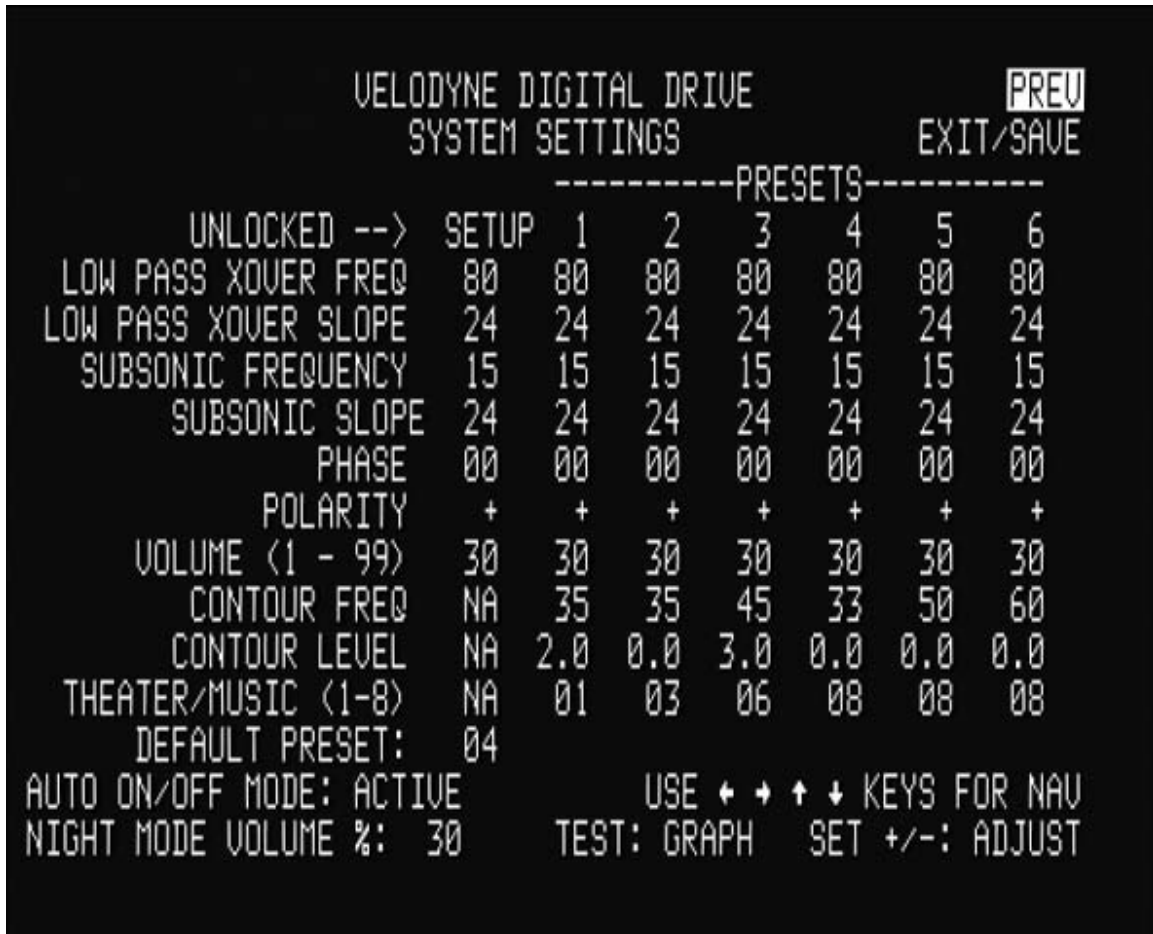 VELODYNE DIGITAL DRIVE PREV
SYSTEM SETTINGS EXIT/SAVE
----------PRESETS----------
UNLOCKED --> SETUP 1 2 3 4 5 6
LOW PASS XOVER FREQ 80 80 80 80 80 80 80
LOW PASS XOVER SLOPE 24 24 24 24 24 24 24
SUBSONIC FREQUENCY 15 15 15 15 15 15 15
SUBSONIC SLOPE 24 24 24 24 24 24 24
PHASE 00 00 00 00 00 00 00
POLARITY + + + + + + +
VOLUME (1 - 99) 30 30 30 30 30 30 30
CONTOUR FREQ NA 35 35 45 33 50 60
CONTOUR LEVEL NA 2.0 0.0 3.0 0.0 0.0 0.0
THEATER/MUSIC (1-8) NA 01 03 06 08 08 08
DEFAULT PRESET: 04
AUTO ON/OFF MODE: ACTIVE USE ← → ↑ ↓ KEYS FOR NAV
NIGHT MODE VOLUME %: 30 TEST: GRAPH SET +/-: ADJUST